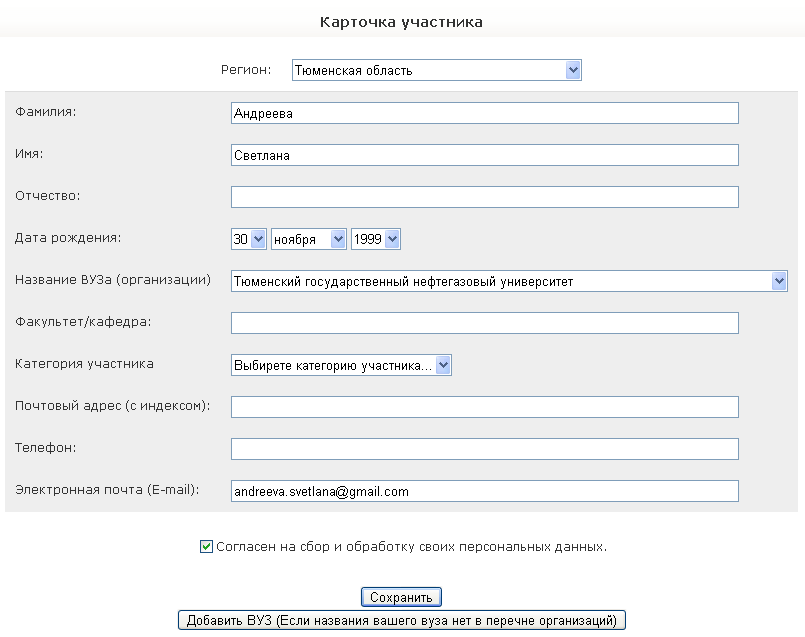 Карточка участника
Регион: Тюменская область
Фамилия: Андреева
Имя: Светлана
Отчество:
Дата рождения: 30 ноября 1999
Название ВУЗа (организации) Тюменский государственный нефтегазовый университет
Факультет/кафедра:
Категория участника Выбирете категорию участника...
Почтовый адрес (с индексом):
Телефон:
Электронная почта (E-mail): andreeva.svetlana@gmail.com
Согласен на сбор и обработку своих персональных данных.
Сохранить
Добавить ВУЗ (Если названия вашего вуза нет в перечне организаций)